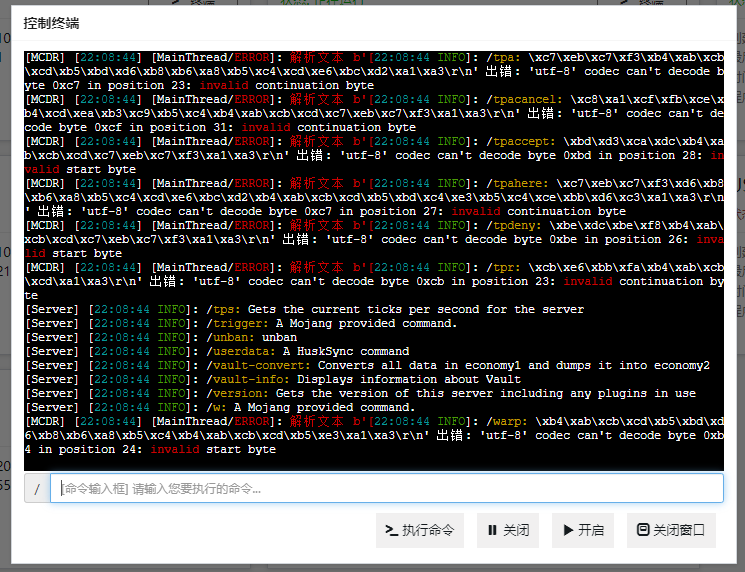 控制终端
[MCDR] [22:08:44] [MainThread/ERROR]: 解析文本 b'[22:08:44 INFO]: /tpa: \xc7\xeb\xc7\xf3\xb4\xab\xcb
\xcd\xb5\xbd\xd6\xb8\xb6\xa8\xb5\xc4\xcd\xe6\xbc\xd2\xa1\xa3\r\n' 出错: 'utf-8' codec can't decode b
yte 0xc7 in position 23: invalid continuation byte
[MCDR] [22:08:44] [MainThread/ERROR]: 解析文本 b'[22:08:44 INFO]: /tpacancel: \xc8\xa1\xcf\xfb\xce\x
b4\xcd\xea\xb3\xc9\xb5\xc4\xb4\xab\xcb\xcd\xc7\xeb\xc7\xf3\xa1\xa3\r\n' 出错: 'utf-8' codec can't de
code byte 0xcf in position 31: invalid continuation byte
[MCDR] [22:08:44] [MainThread/ERROR]: 解析文本 b'[22:08:44 INFO]: /tpaccept: \xbd\xd3\xca\xdc\xb4\xa
b\xcb\xcd\xc7\xeb\xc7\xf3\xa1\xa3\r\n' 出错: 'utf-8' codec can't decode byte 0xbd in position 28: in
valid start byte
[MCDR] [22:08:44] [MainThread/ERROR]: 解析文本 b'[22:08:44 INFO]: /tpahere: \xc7\xeb\xc7\xf3\xd6\xb8
\xb6\xa8\xb5\xc4\xcd\xe6\xbc\xd2\xb4\xab\xcb\xcd\xb5\xbd\xc4\xe3\xb5\xc4\xce\xbb\xd6\xc3\xa1\xa3\r\n
' 出错: 'utf-8' codec can't decode byte 0xc7 in position 27: invalid continuation byte
[MCDR] [22:08:44] [MainThread/ERROR]: 解析文本 b'[22:08:44 INFO]: /tpdeny: \xbe\xdc\xbe\xf8\xb4\xab\
xcb\xcd\xc7\xeb\xc7\xf3\xa1\xa3\r\n' 出错: 'utf-8' codec can't decode byte 0xbe in position 26: inva
lid start byte
[MCDR] [22:08:44] [MainThread/ERROR]: 解析文本 b'[22:08:44 INFO]: /tpr: \xcb\xe6\xbb\xfa\xb4\xab\xcb
\xcd\xa1\xa3\r\n' 出错: 'utf-8' codec can't decode byte 0xcb in position 23: invalid continuation by
te
[Server] [22:08:44 INFO]: /tps: Gets the current ticks per second for the server
[Server] [22:08:44 INFO]: /trigger: A Mojang provided command.
[Server] [22:08:44 INFO]: /unban: unban
[Server] [22:08:44 INFO]: /userdata: A HuskSync command
[Server] [22:08:44 INFO]: /vault-convert: Converts all data in economy1 and dumps it into economy2
[Server] [22:08:44 INFO]: /vault-info: Displays information about Vault
[Server] [22:08:44 INFO]: /version: Gets the version of this server including any plugins in use
[Server] [22:08:44 INFO]: /w: A Mojang provided command.
[MCDR] [22:08:44] [MainThread/ERROR]: 解析文本 b'[22:08:44 INFO]: /warp: \xb4\xab\xcb\xcd\xb5\xbd\xd
6\xb8\xb6\xa8\xb5\xc4\xb4\xab\xcb\xcd\xb5\xe3\xa1\xa3\r\n' 出错: 'utf-8' codec can't decode byte 0xb
4 in position 24: invalid start byte
/ [命令输入框] 请输入您要执行的命令...
执行命令 关闭 开启 关闭窗口